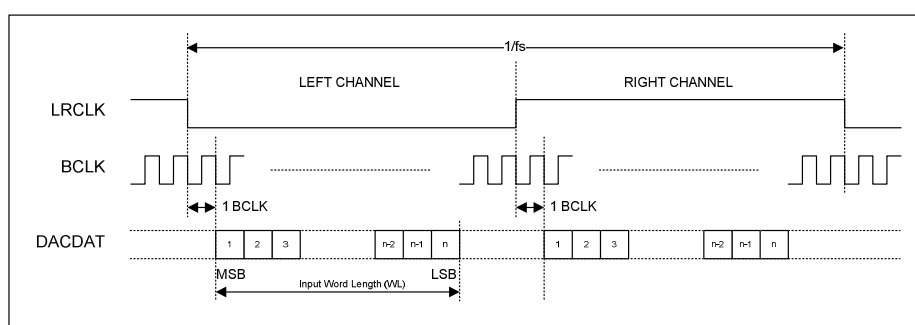 1/fs
LEFT CHANNEL
RIGHT CHANNEL
LRCLK
BCLK
1 BCLK
1 BCLK
DACDAT
1 2 3 n-2 n-1 n
1 2 3 n-2 n-1 n
MSB
LSB
Input Word Length (WL)